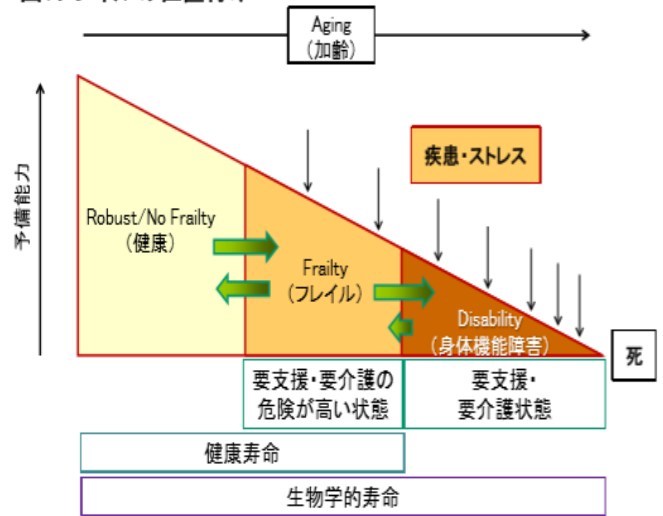 Aging
(加齢)
疾患・ストレス
予備能力
Robust/No Frailty
(健康)
Frailty
(フレイル)
Disability
(身体機能障害)
死
要支援・要介護の
危険が高い状態
要支援・
要介護状態
健康寿命
生物学的寿命